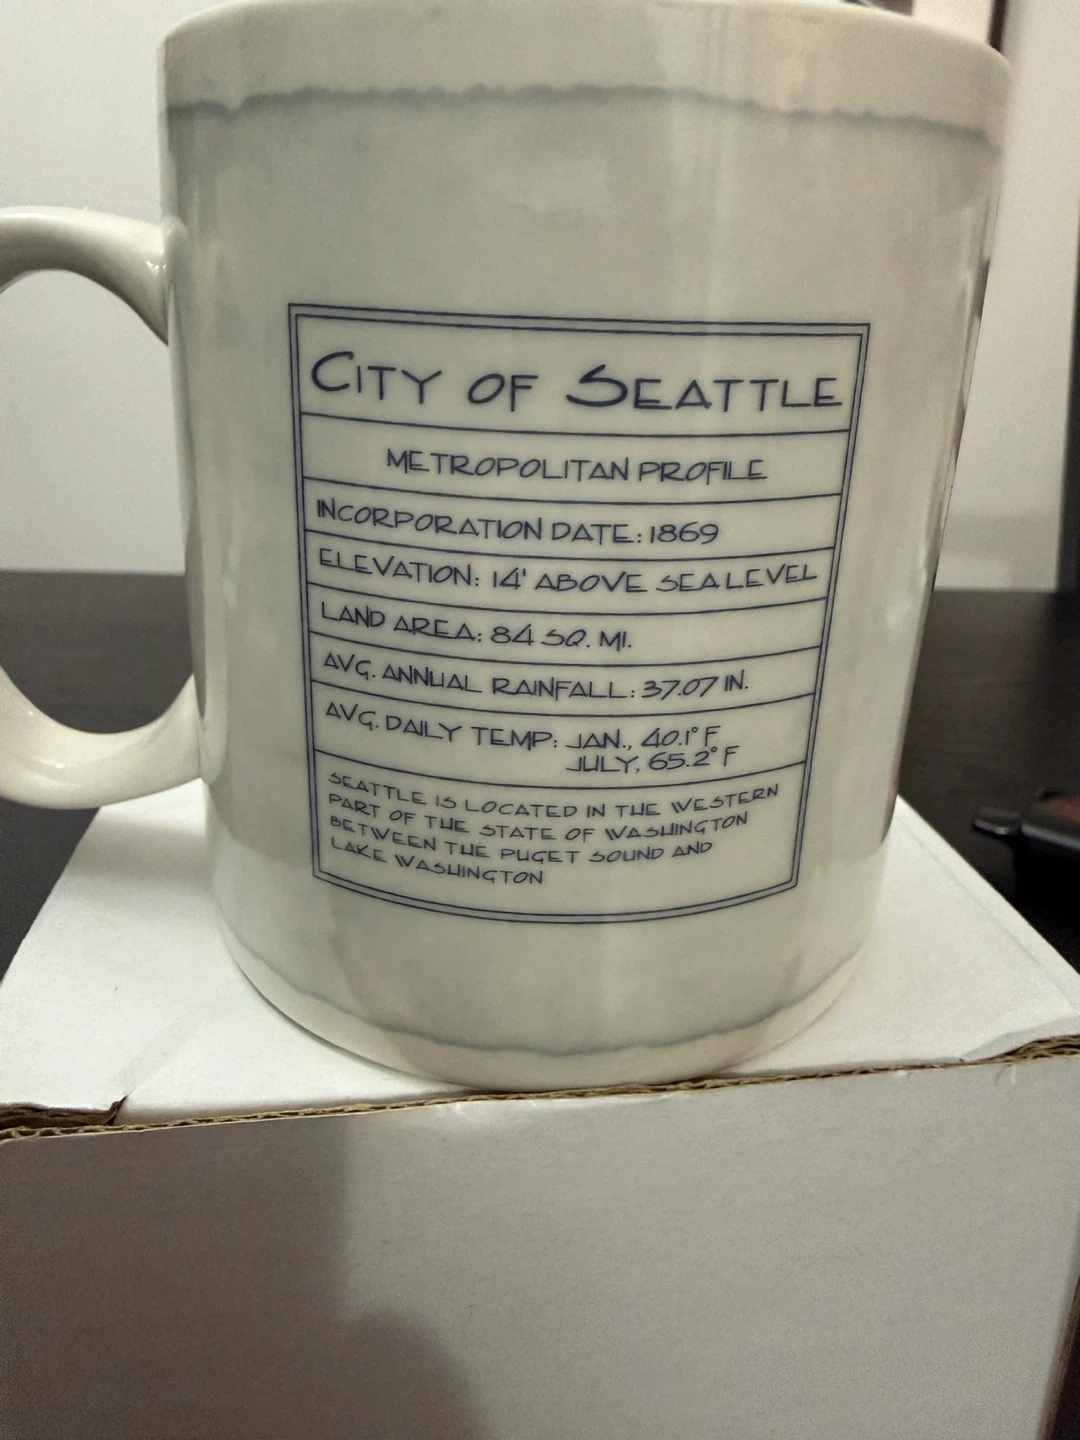 CITY OF SEATTLE
METROPOLITAN PROFILE
INCORPORATION DATE: 1869
ELEVATION: 14' ABOVE SEA LEVEL
LAND AREA: 84 SQ. MI.
AVG. ANNUAL RAINFALL: 37.07 IN.
AVG. DAILY TEMP: JAN., 40.1° F
JULY, 65.2° F
SEATTLE IS LOCATED IN THE WESTERN
PART OF THE STATE OF WASHINGTON
BETWEEN THE PUGET SOUND AND
LAKE WASHINGTON